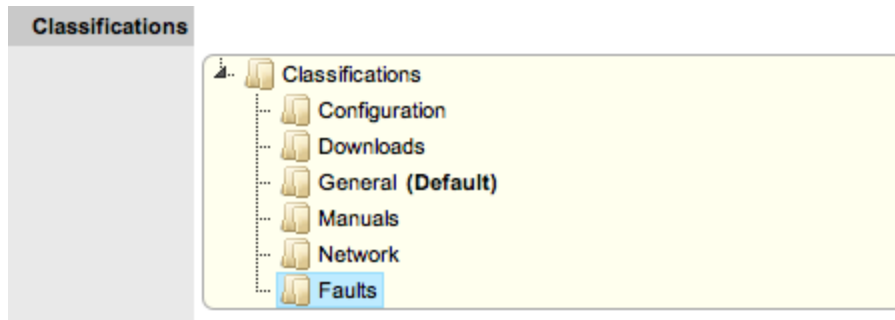 Classifications
Classifications
Configuration
Downloads
General (Default)
Manuals
Network
Faults